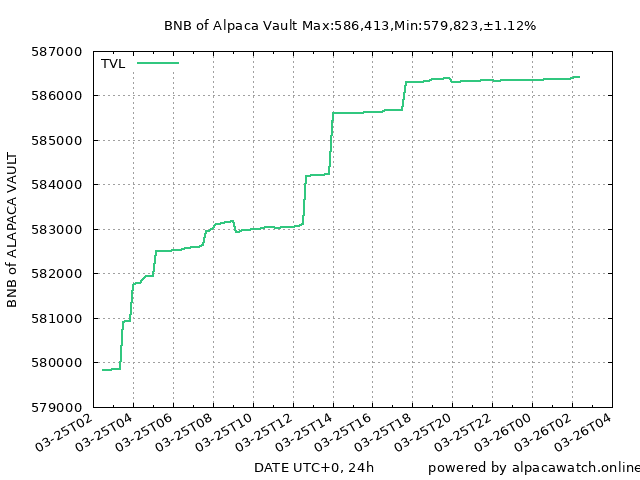 BNB of Alpaca Vault Max:586,413,Min:579,823,±1.12%
587000
TVL
586000
585000
584000
583000
582000
581000
580000
579000
BNB of ALAPACA VAULT
03-25T02
03-25T04
03-25T06
03-25T08
03-25T10
03-25T12
03-25T14
03-25T16
03-25T18
03-25T20
03-25T22
03-26T00
03-26T02
03-26T04
DATE UTC+0, 24h
powered by alpacawatch.online